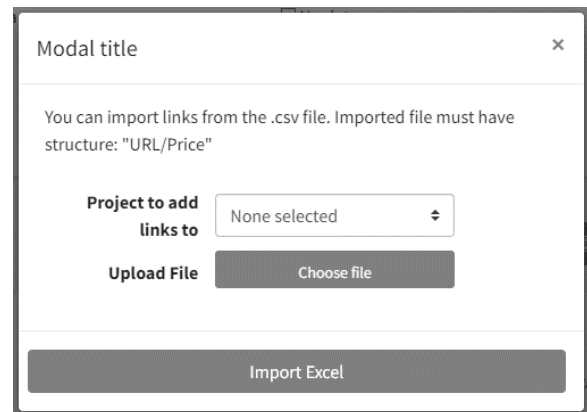 Modal title ×
You can import links from the .csv file. Imported file must have
structure: "URL/Price"
Project to add
links to
None selected
Upload File
Choose file
Import Excel